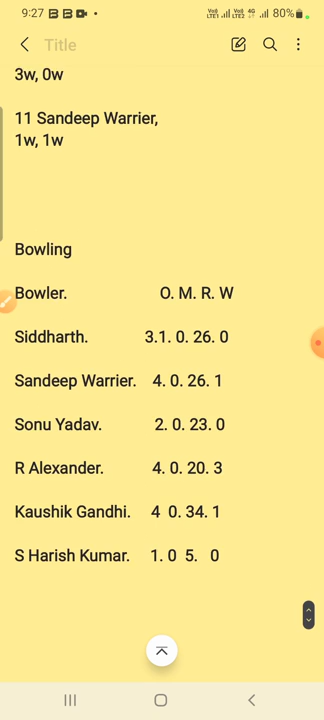 9:27
4G
80%
Title
3w, 0w
11 Sandeep Warrier,
1w, 1w
Bowling
Bowler. O. M. R. W
Siddharth. 3.1. 0. 26. 0
Sandeep Warrier. 4. 0. 26. 1
Sonu Yadav. 2. 0. 23. 0
R Alexander. 4. 0. 20. 3
Kaushik Gandhi. 4 0. 34. 1
S Harish Kumar. 1. 0 5. 0